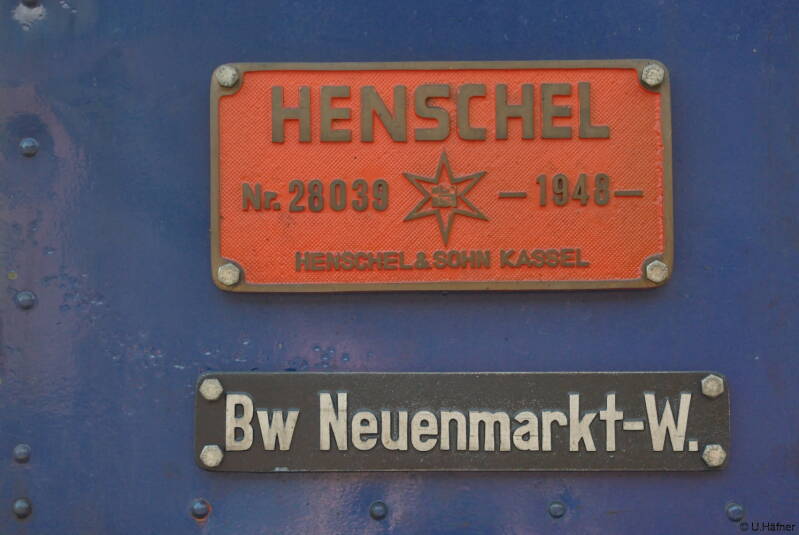 HENSCHEL
Nr. 28039 —1948—
HENSCHEL & SOHN KASSEL
Bw Neuenmarkt-W.
© U.Häfner